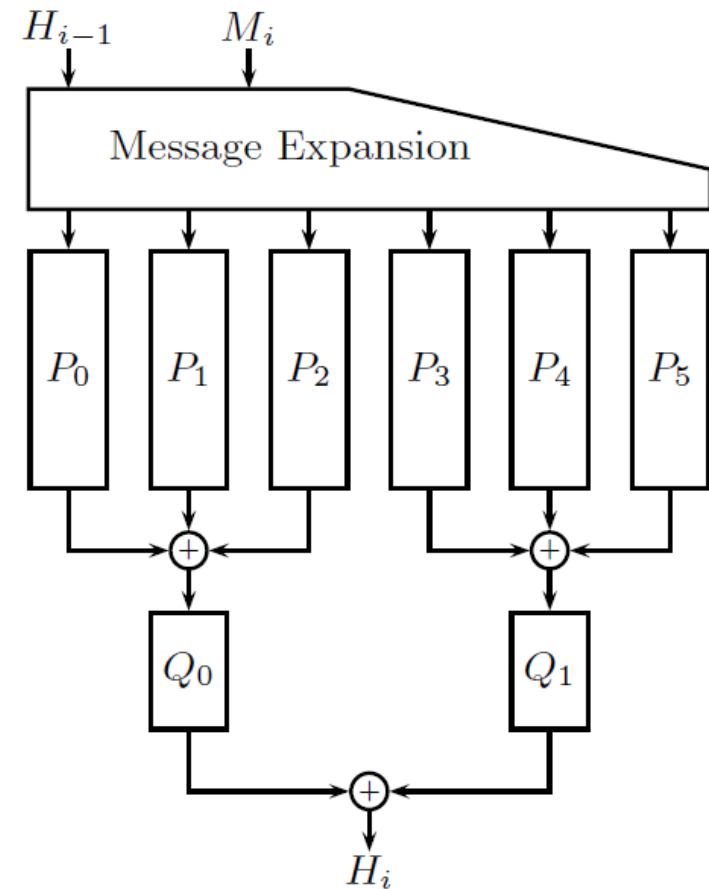 H_{i−1} M_i
Message Expansion
P_0 P_1 P_2 P_3 P_4 P_5
+ +
Q_0 Q_1
+
H_i